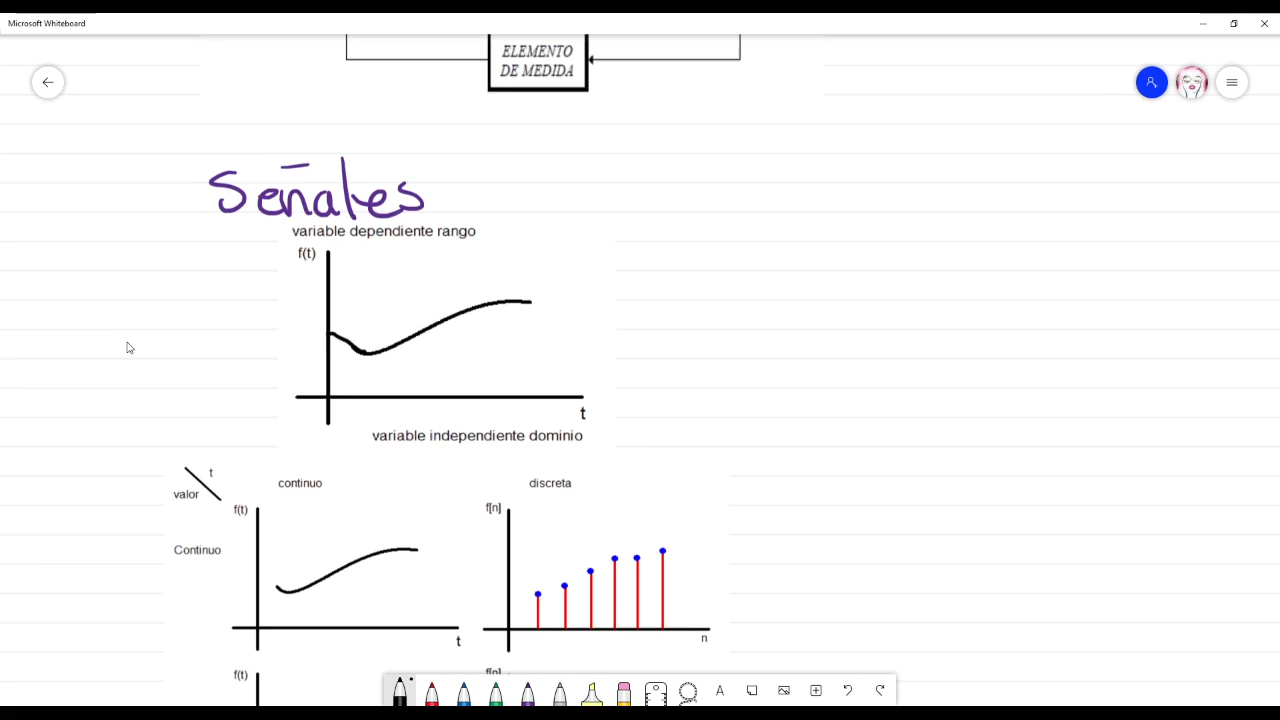 Microsoft Whiteboard
ELEMENTO
DE MEDIDA
Señales
variable dependiente rango
f(t)
t
variable independiente dominio
t
valor
continuo
discreta
f(t)
f[n]
Continuo
t
n
f(t)
f[n]
A